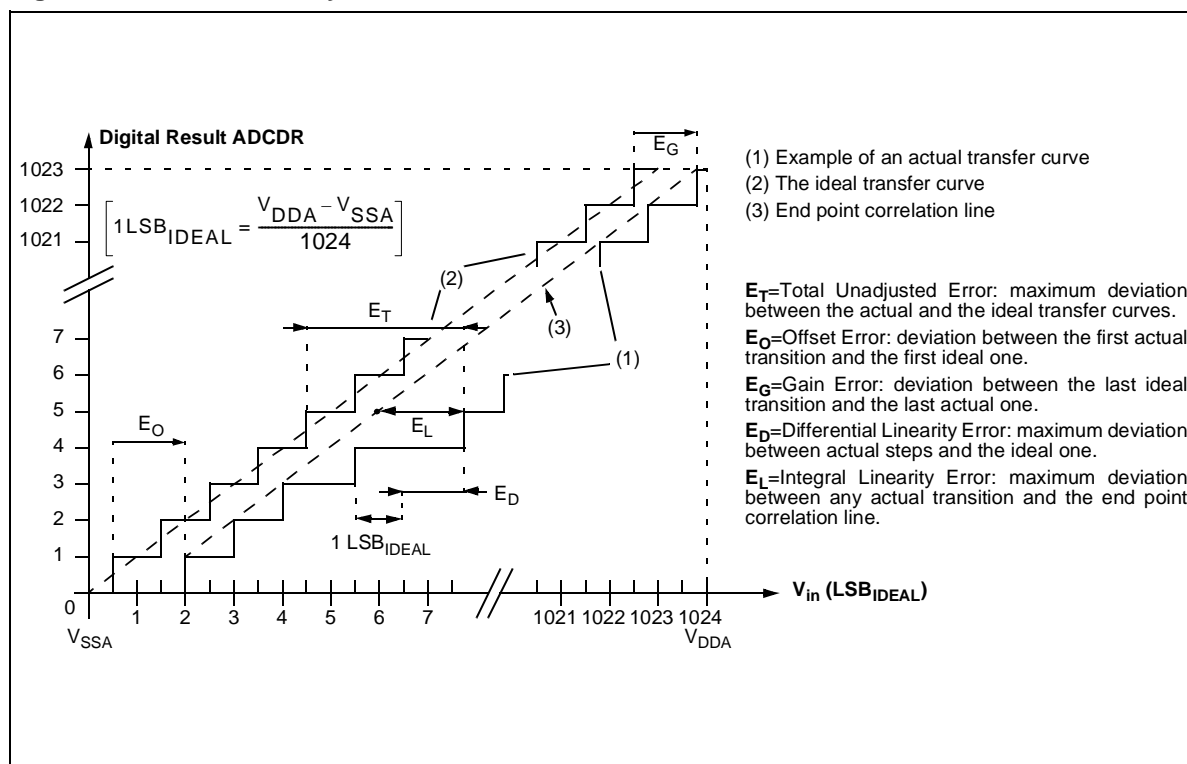 Digital Result ADCDR
E_G
1023
1022
1021
1LSB_IDEAL = V_DDA – V_SSA / 1024
(1) Example of an actual transfer curve
(2) The ideal transfer curve
(3) End point correlation line
(2)
(3)
(1)
E_T
7
6
5
4
3
2
1
0
E_O
E_L
E_D
1 LSB_IDEAL
E_T=Total Unadjusted Error: maximum deviation
between the actual and the ideal transfer curves.
E_O=Offset Error: deviation between the first actual
transition and the first ideal one.
E_G=Gain Error: deviation between the last ideal
transition and the last actual one.
E_D=Differential Linearity Error: maximum deviation
between actual steps and the ideal one.
E_L=Integral Linearity Error: maximum deviation
between any actual transition and the end point
correlation line.
V_in (LSB_IDEAL)
1 2 3 4 5 6 7 1021 1022 1023 1024
V_SSA V_DDA